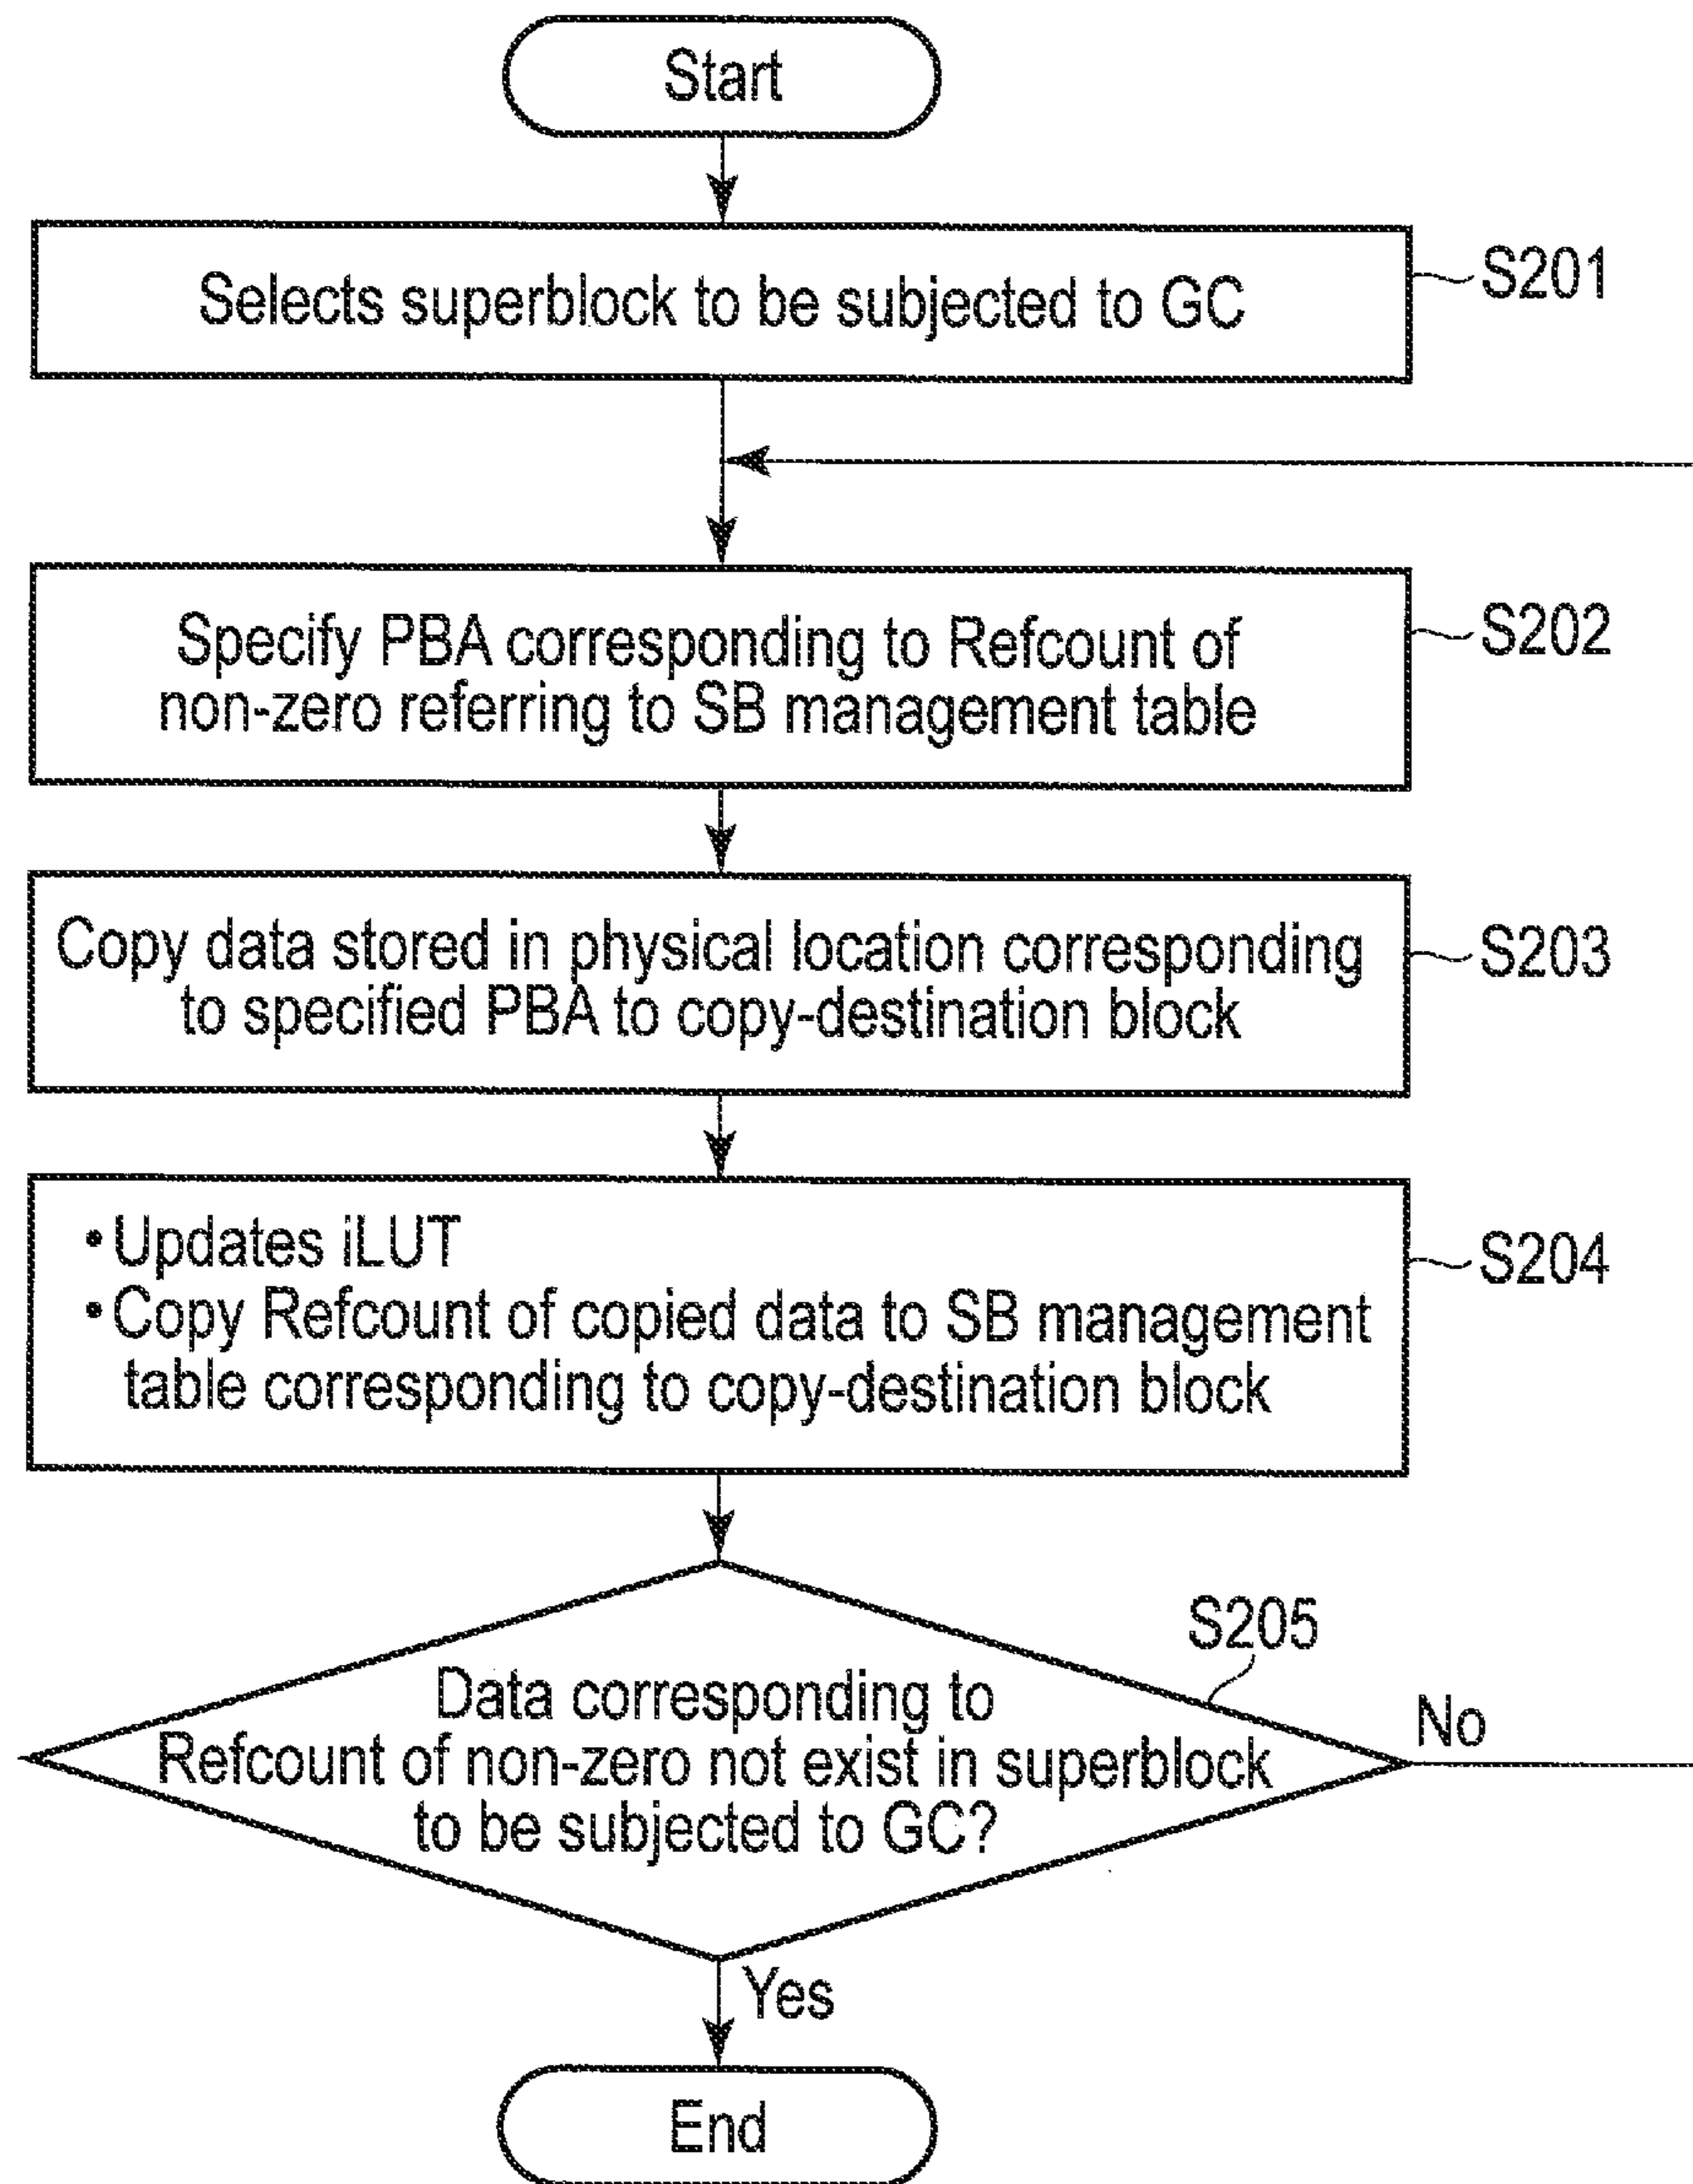 Start
Selects superblock to be subjected to GC
S201
Specify PBA corresponding to Refcount of
non-zero referring to SB management table
S202
Copy data stored in physical location corresponding
to specified PBA to copy-destination block
S203
•Updates iLUT
•Copy Refcount of copied data to SB management
table corresponding to copy-destination block
S204
S205
Data corresponding to
Refcount of non-zero not exist in superblock
to be subjected to GC?
No
Yes
End